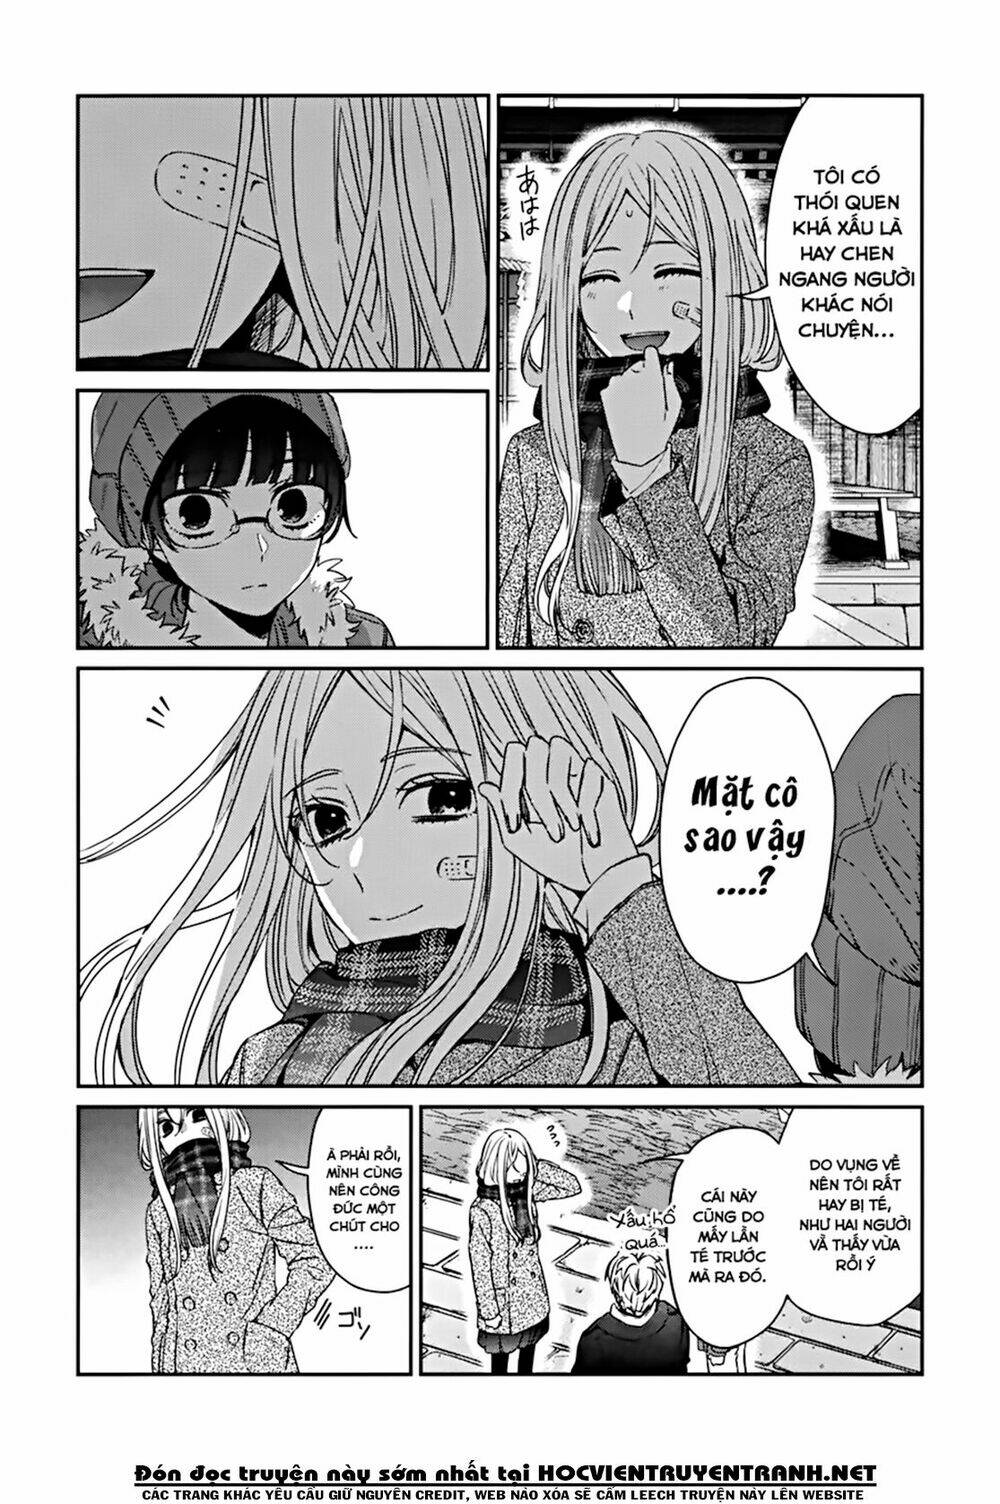 TÔI CÓ
THÓI QUEN
KHÁ XẤU LÀ
HAY CHEN
NGANG NGƯỜI
KHÁC NÓI
CHUYỆN...
あはは
Mặt cô
sao vậy
.....?
DO VỤNG VỀ
NÊN TÔI RẤT
HAY BỊ TÉ,
NHƯ HAI NGƯỜI
VÀ THẤY VỪA
RỒI Ý
CÁI NÀY
CŨNG DO
MẤY LẦN
TÉ TRƯỚC
MÀ RA ĐÓ.
Xấu hổ
quá...
À PHẢI RỒI,
MÌNH CŨNG
NÊN CÔNG
ĐỨC MỘT
CHÚT CHO
....
ゴソ
Đón đọc truyện này sớm nhất tại HOCVIENTRUYENTRANH.NET
CÁC TRANG KHÁC YÊU CẦU GIỮ NGUYÊN CREDIT, WEB NÀO XÓA SẼ CẤM LEECH TRUYỆN NÀY LÊN WEBSITE